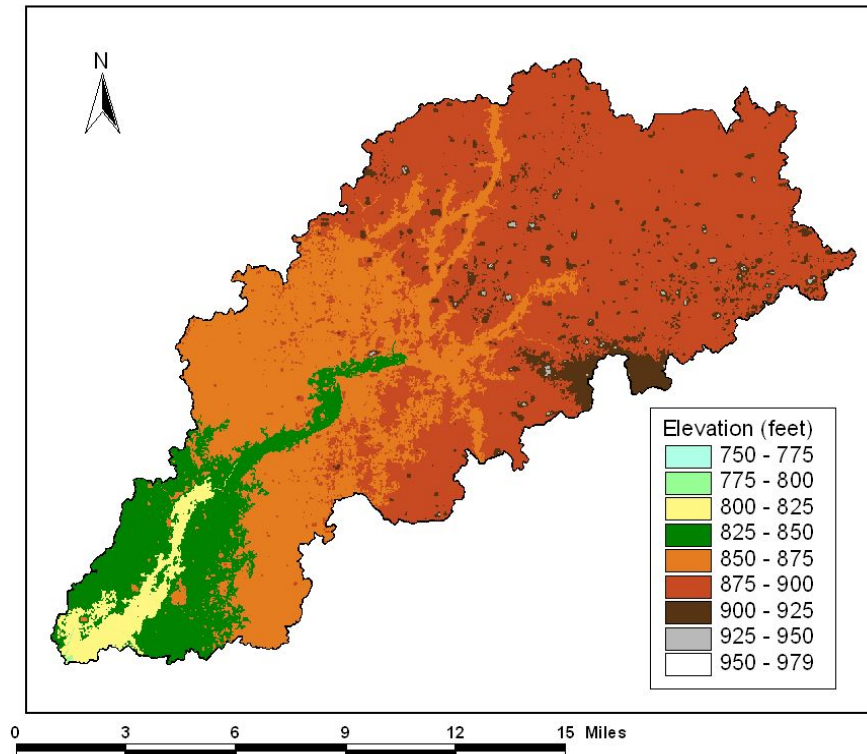 N
Elevation (feet)
750 - 775
775 - 800
800 - 825
825 - 850
850 - 875
875 - 900
900 - 925
925 - 950
950 - 979
0 3 6 9 12 15 Miles